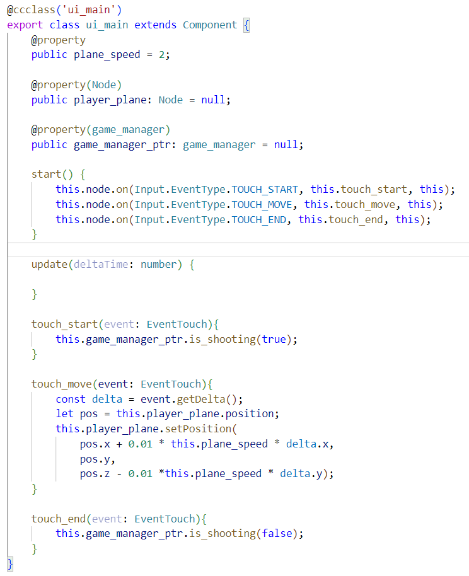 @ccclass('ui_main')
export class ui_main extends Component {
    @property
    public plane_speed = 2;

    @property(Node)
    public player_plane: Node = null;

    @property(game_manager)
    public game_manager_ptr: game_manager = null;

    start() {
        this.node.on(Input.EventType.TOUCH_START, this.touch_start, this);
        this.node.on(Input.EventType.TOUCH_MOVE, this.touch_move, this);
        this.node.on(Input.EventType.TOUCH_END, this.touch_end, this);
    }

    update(deltaTime: number) {

    }

    touch_start(event: EventTouch){
        this.game_manager_ptr.is_shooting(true);
    }

    touch_move(event: EventTouch){
        const delta = event.getDelta();
        let pos = this.player_plane.position;
        this.player_plane.setPosition(
            pos.x + 0.01 * this.plane_speed * delta.x,
            pos.y,
            pos.z - 0.01 *this.plane_speed * delta.y);
    }

    touch_end(event: EventTouch){
        this.game_manager_ptr.is_shooting(false);
    }
}